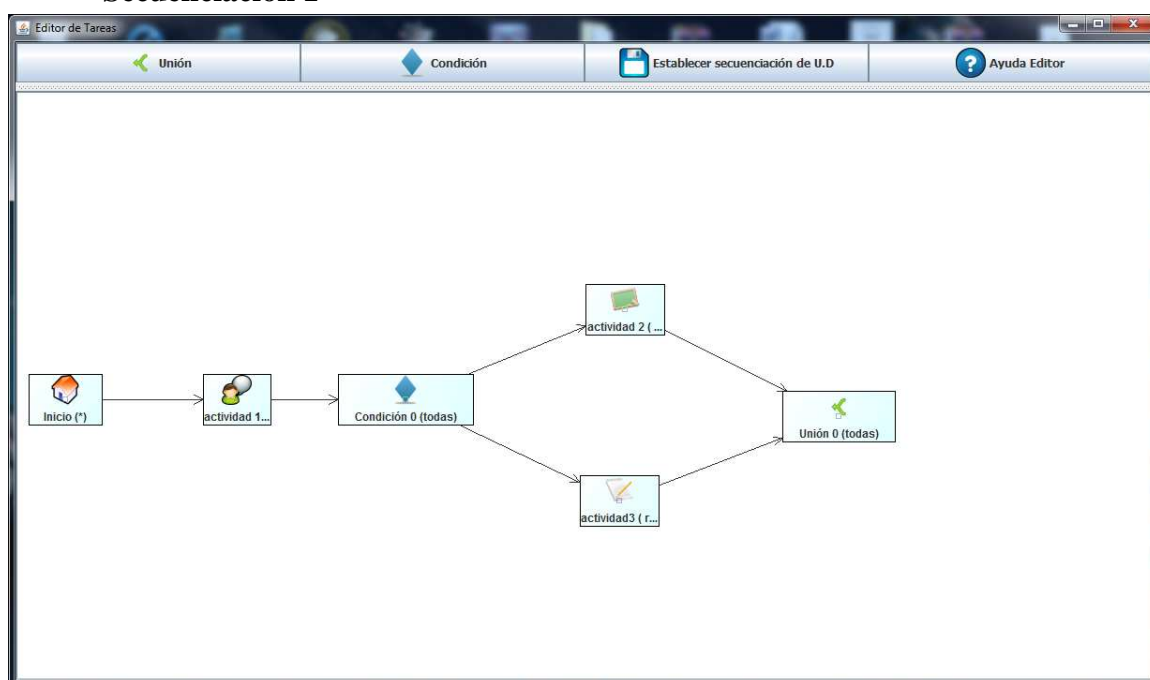 Editor de Tareas
Unión
Condición
Establecer secuenciación de U.D
Ayuda Editor
actividad 2 ( ...
Inicio (*)
actividad 1...
Condición 0 (todas)
Unión 0 (todas)
actividad3 ( r...